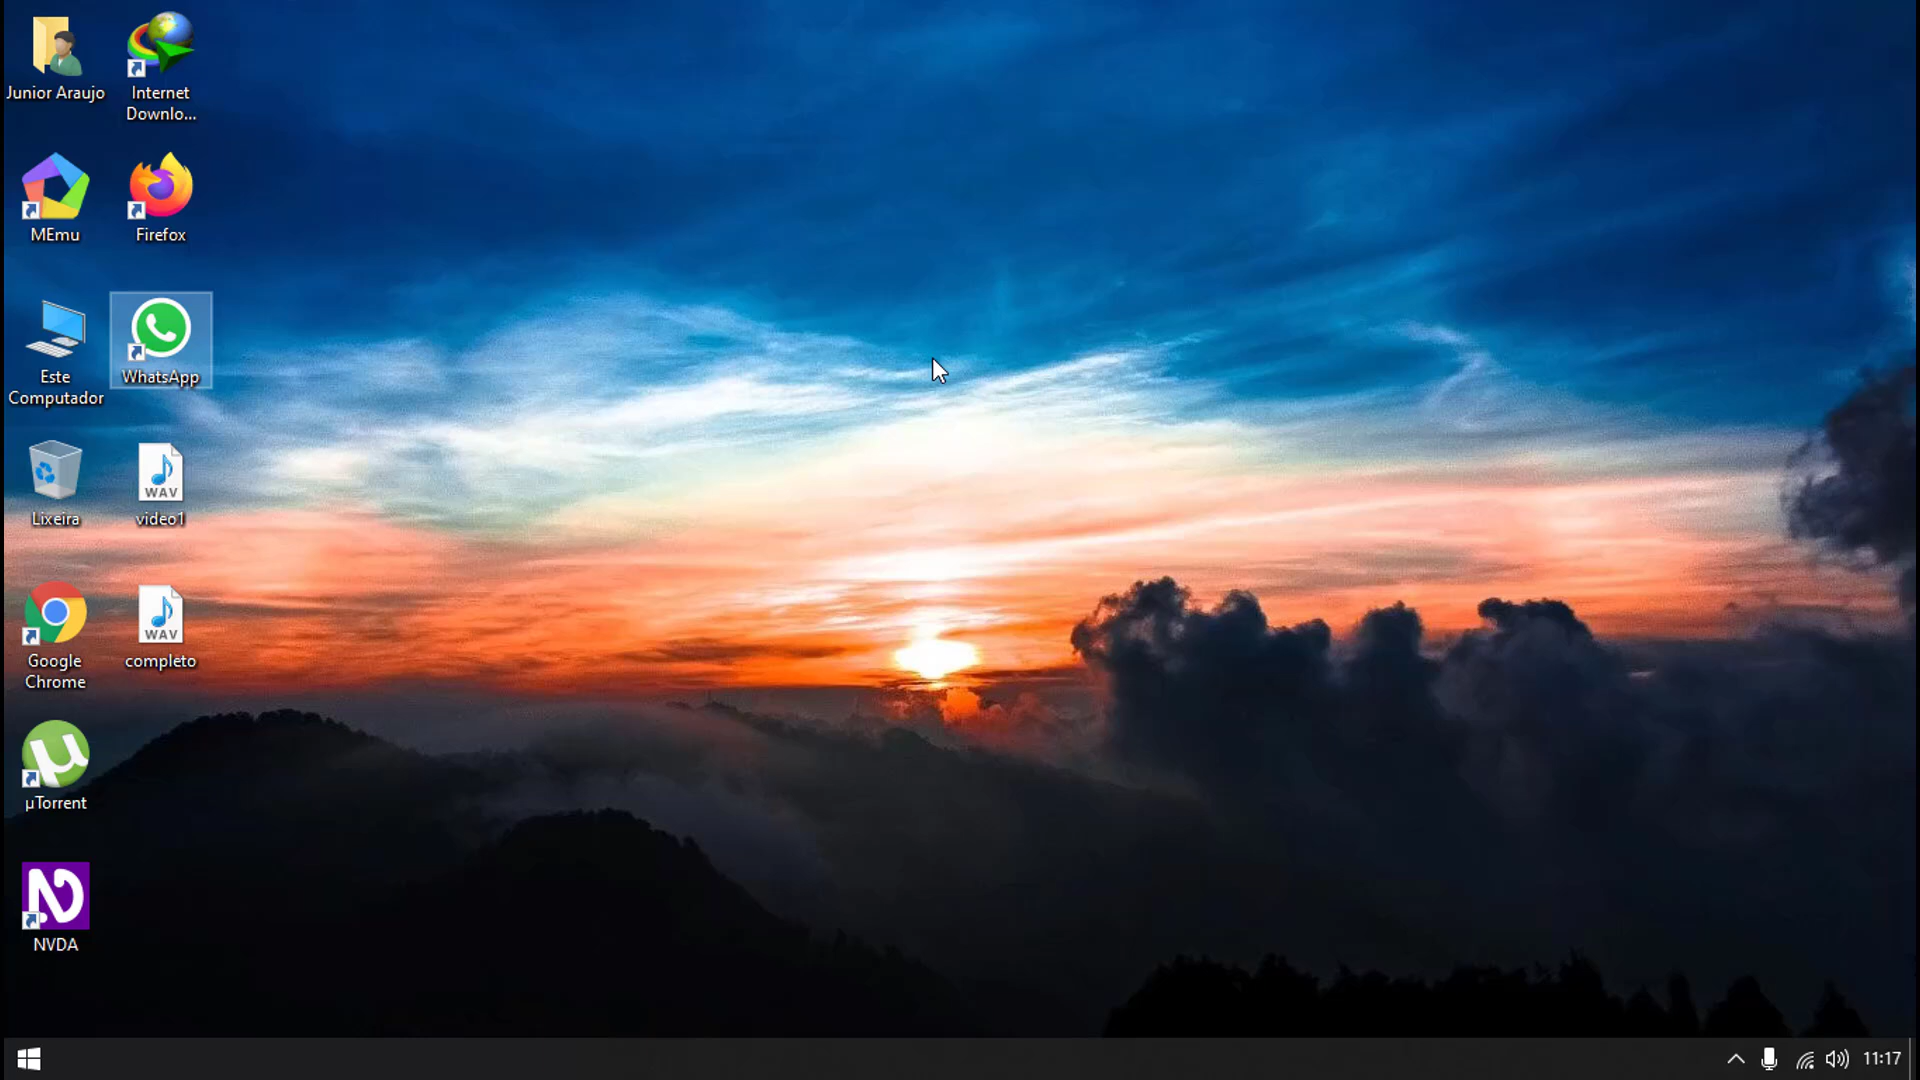 Junior Araujo
Internet
Downlo...
MEmu
Firefox
Este
Computador
WhatsApp
Lixeira
WAV
video1
Google
Chrome
WAV
completo
µ
µTorrent
N
NVDA
11:17